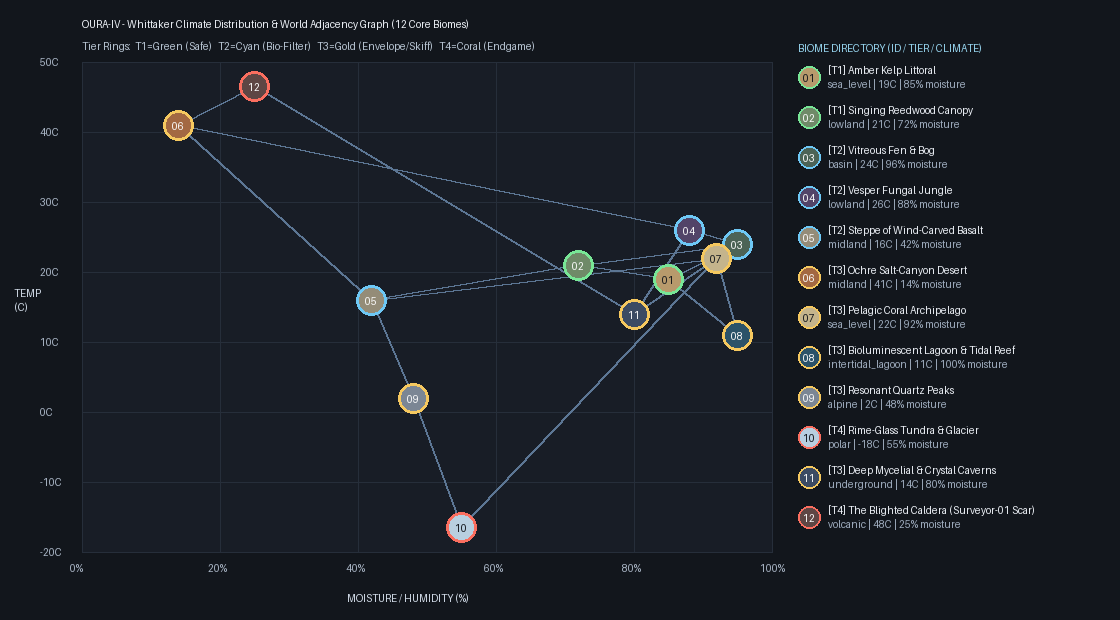 OURA-IV - Whittaker Climate Distribution & World Adjacency Graph (12 Core Biomes)
Tier Rings: T1=Green (Safe) T2=Cyan (Bio-Filter) T3=Gold (Envelope/Skiff) T4=Coral (Endgame)
50C
40C
30C
20C
TEMP
(C)
10C
0C
-10C
-20C
0%
20%
40%
60%
80%
100%
MOISTURE / HUMIDITY (%)
12
06
04
03
02
07
01
05
11
08
09
10
BIOME DIRECTORY (ID / TIER / CLIMATE)
01 [T1] Amber Kelp Littoral
sea_level | 19C | 85% moisture
02 [T1] Singing Reedwood Canopy
lowland | 21C | 72% moisture
03 [T2] Vitreous Fen & Bog
basin | 24C | 96% moisture
04 [T2] Vesper Fungal Jungle
lowland | 26C | 88% moisture
05 [T2] Steppe of Wind-Carved Basalt
midland | 16C | 42% moisture
06 [T3] Ochre Salt-Canyon Desert
midland | 41C | 14% moisture
07 [T3] Pelagic Coral Archipelago
sea_level | 22C | 92% moisture
08 [T3] Bioluminescent Lagoon & Tidal Reef
intertidal_lagoon | 11C | 100% moisture
09 [T3] Resonant Quartz Peaks
alpine | 2C | 48% moisture
10 [T4] Rime-Glass Tundra & Glacier
polar | -18C | 55% moisture
11 [T3] Deep Mycelial & Crystal Caverns
underground | 14C | 80% moisture
12 [T4] The Blighted Caldera (Surveyor-01 Scar)
volcanic | 48C | 25% moisture